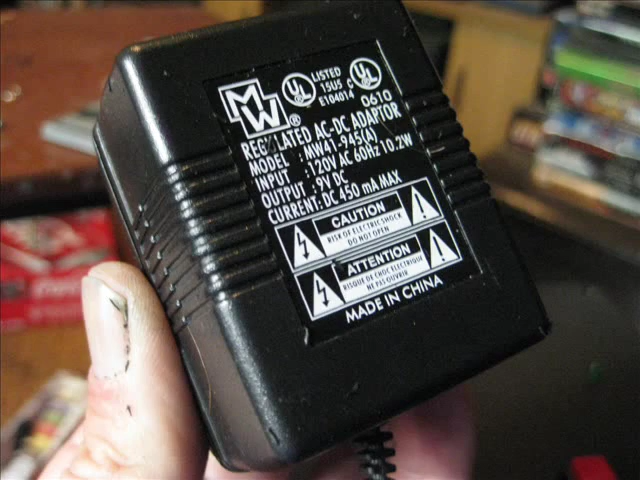 MW®
UL LISTED C UL
15U5
E104014 0610
REGULATED AC-DC ADAPTOR
MODEL : MW41-945(A)
INPUT : 120V AC 60Hz 10.2W
OUTPUT : 9V DC
CURRENT: DC 450 mA MAX
CAUTION
RISK OF ELECTRIC SHOCK
DO NOT OPEN
ATTENTION
RISQUE DE CHOC ELECTRIQUE
NE PAS OUVRIR
MADE IN CHINA